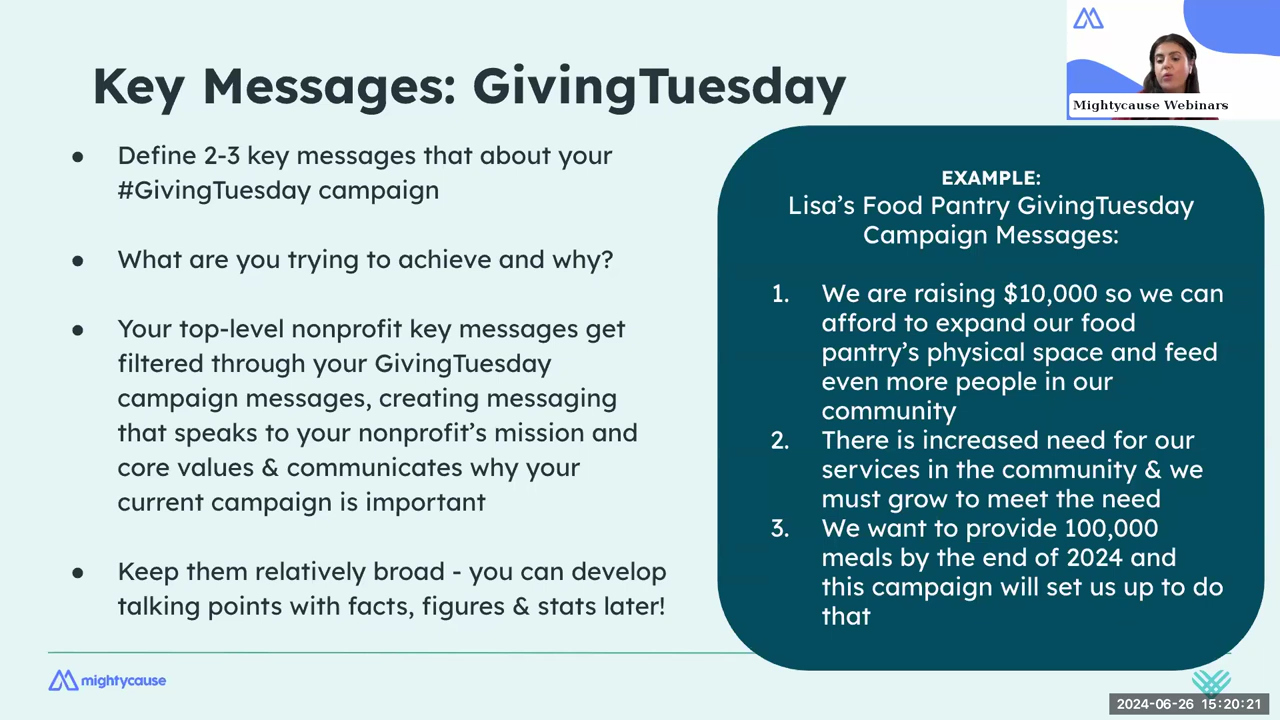 Key Messages: GivingTuesday
Mightycause Webinars
● Define 2-3 key messages that about your
#GivingTuesday campaign
● What are you trying to achieve and why?
● Your top-level nonprofit key messages get
filtered through your GivingTuesday
campaign messages, creating messaging
that speaks to your nonprofit’s mission and
core values & communicates why your
current campaign is important
● Keep them relatively broad - you can develop
talking points with facts, figures & stats later!
EXAMPLE:
Lisa’s Food Pantry GivingTuesday
Campaign Messages:
1. We are raising $10,000 so we can
afford to expand our food
pantry’s physical space and feed
even more people in our
community
2. There is increased need for our
services in the community & we
must grow to meet the need
3. We want to provide 100,000
meals by the end of 2024 and
this campaign will set us up to do
that
mightycause
2024-06-26 15:20:21